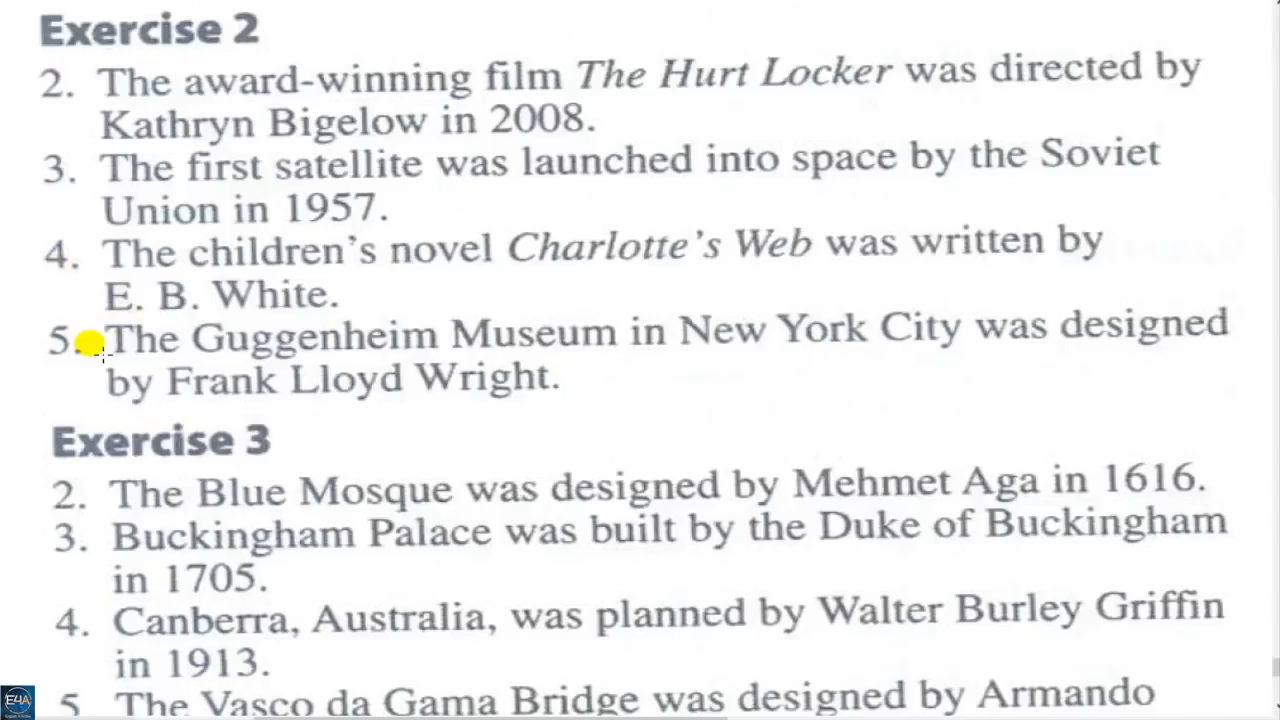 Exercise 2
2. The award-winning film The Hurt Locker was directed by
Kathryn Bigelow in 2008.
3. The first satellite was launched into space by the Soviet
Union in 1957.
4. The children's novel Charlotte's Web was written by
E. B. White.
5. The Guggenheim Museum in New York City was designed
by Frank Lloyd Wright.
Exercise 3
2. The Blue Mosque was designed by Mehmet Aga in 1616.
3. Buckingham Palace was built by the Duke of Buckingham
in 1705.
4. Canberra, Australia, was planned by Walter Burley Griffin
in 1913.
5 The Vasco da Gama Bridge was designed by Armando
E4A